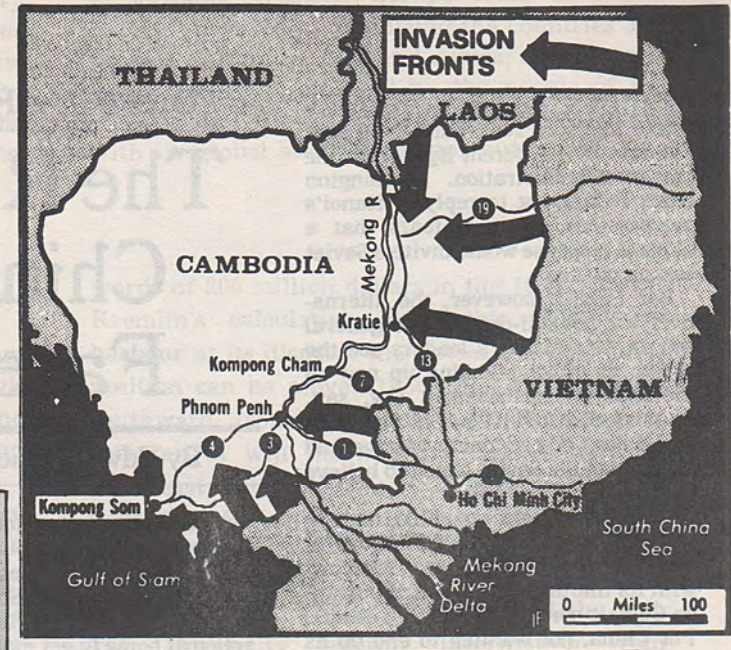 INVASION
FRONTS
THAILAND
LAOS
19
Mekong R
CAMBODIA
Kratie
13
Kompong Cham
7
VIETNAM
Phnom Penh
4
3
1
Kompong Som
Ho Chi Minh City
South China
Sea
Gulf of Siam
Mekong
River
Delta
0 Miles 100